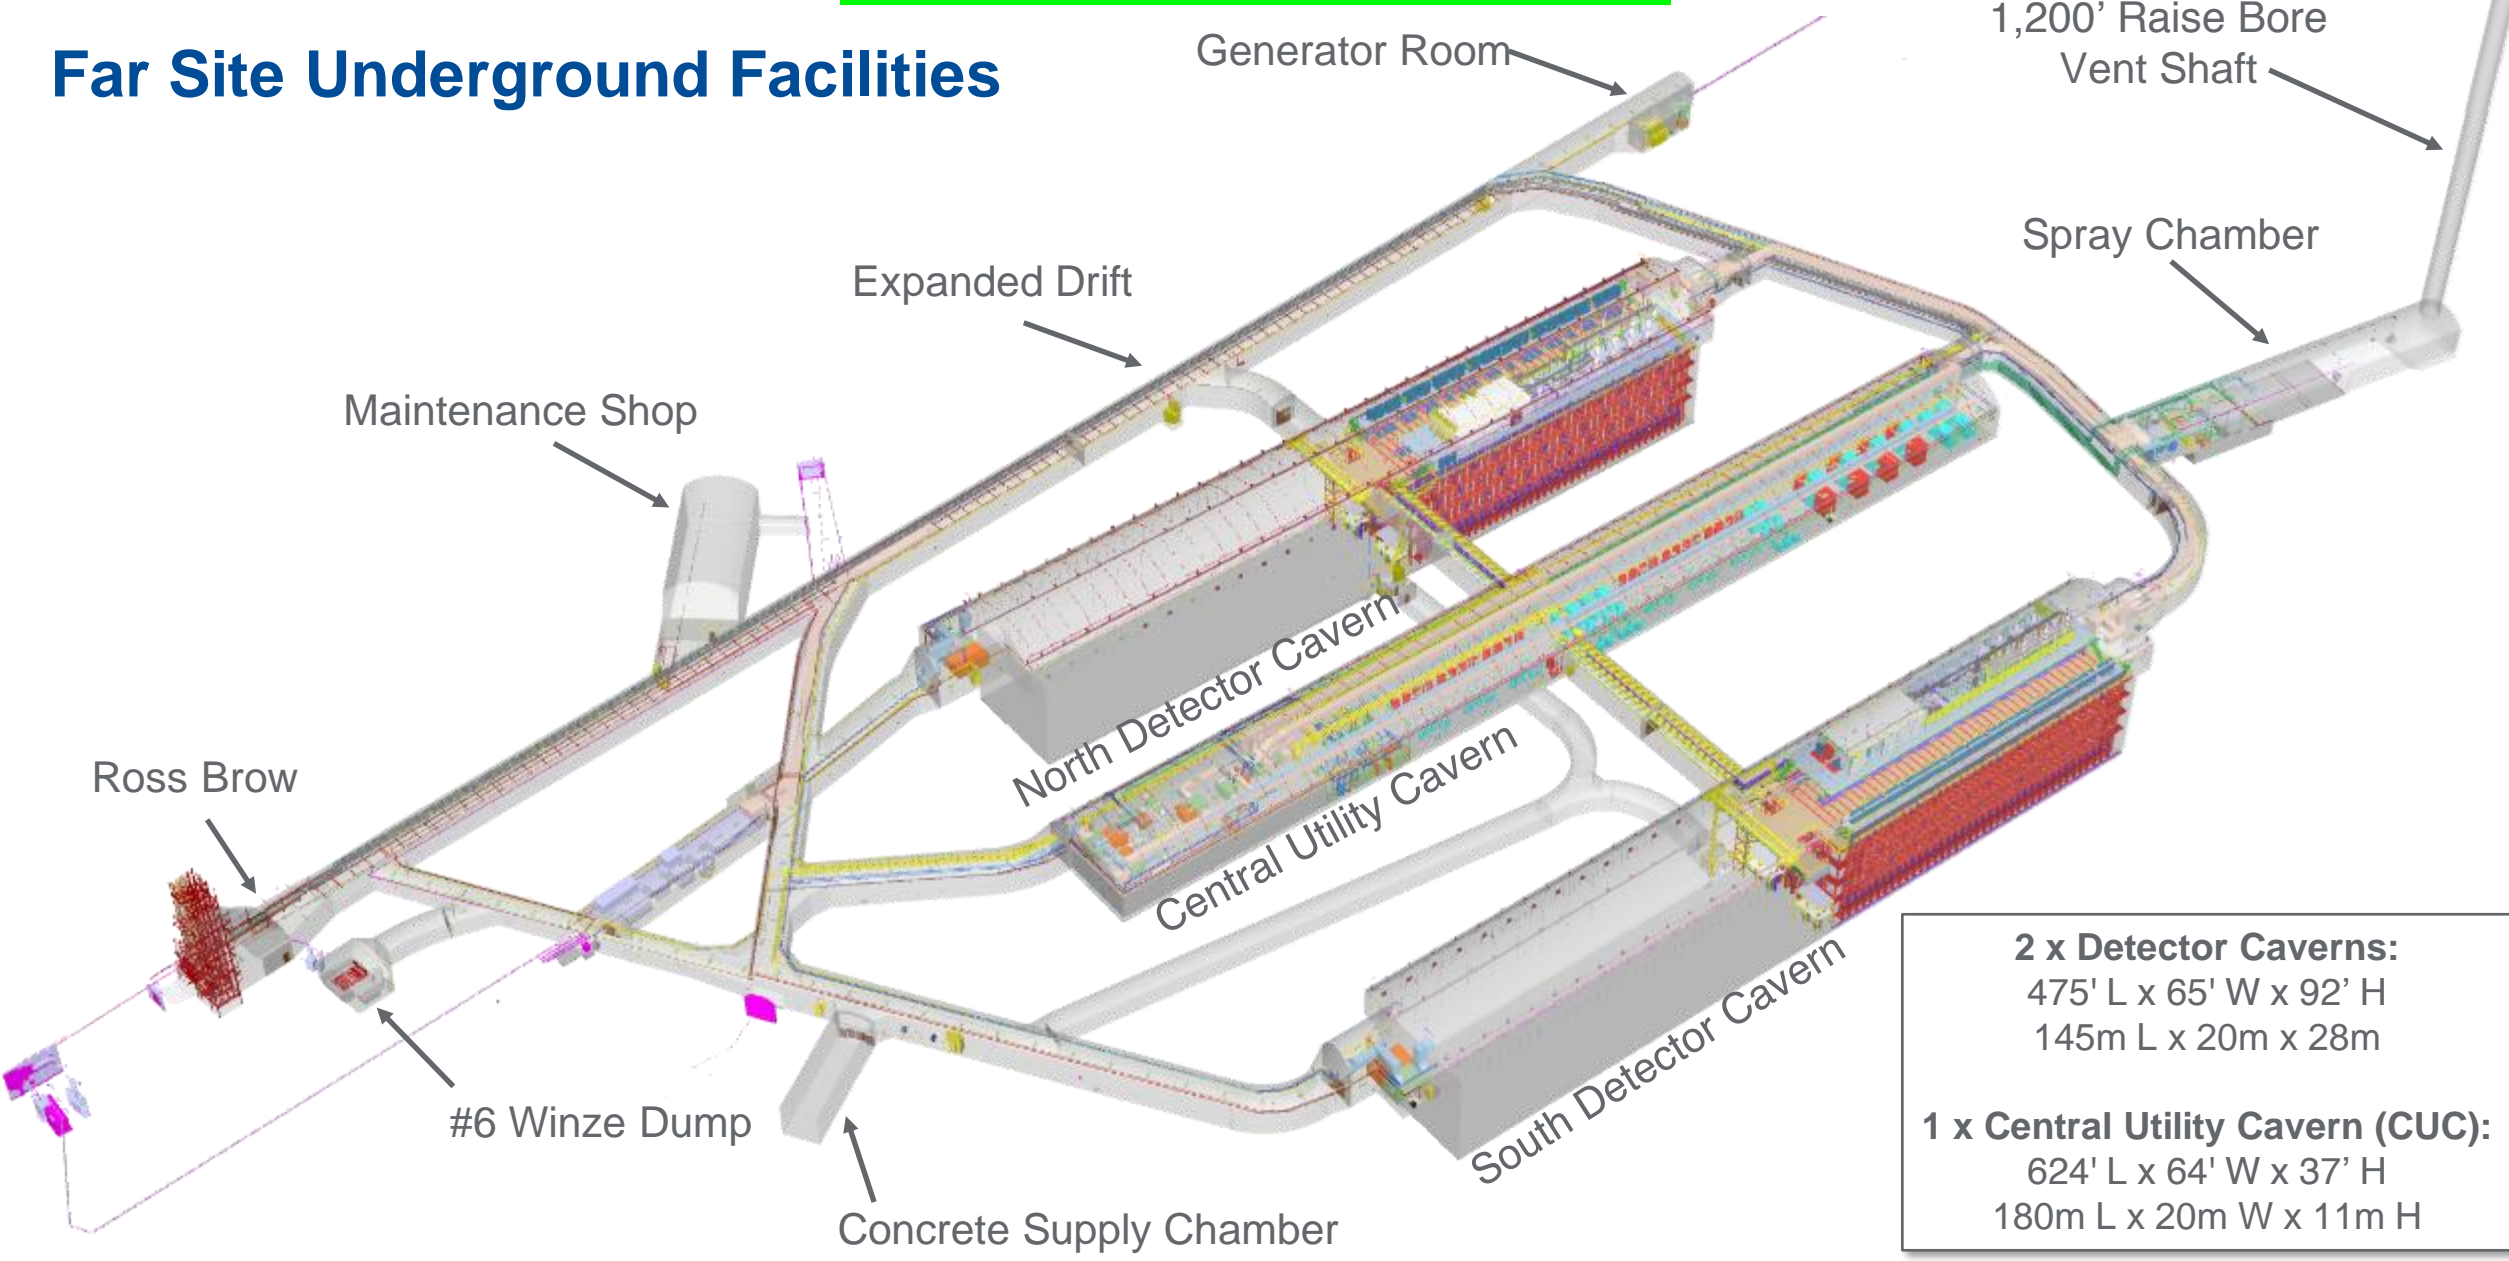 Far Site Underground Facilities
Generator Room
1,200’ Raise Bore
Vent Shaft
Spray Chamber
Expanded Drift
Maintenance Shop
Ross Brow
North Detector Cavern
Central Utility Cavern
South Detector Cavern
#6 Winze Dump
Concrete Supply Chamber
2 x Detector Caverns:
475' L x 65' W x 92’ H
145m L x 20m x 28m
1 x Central Utility Cavern (CUC):
624' L x 64' W x 37’ H
180m L x 20m W x 11m H